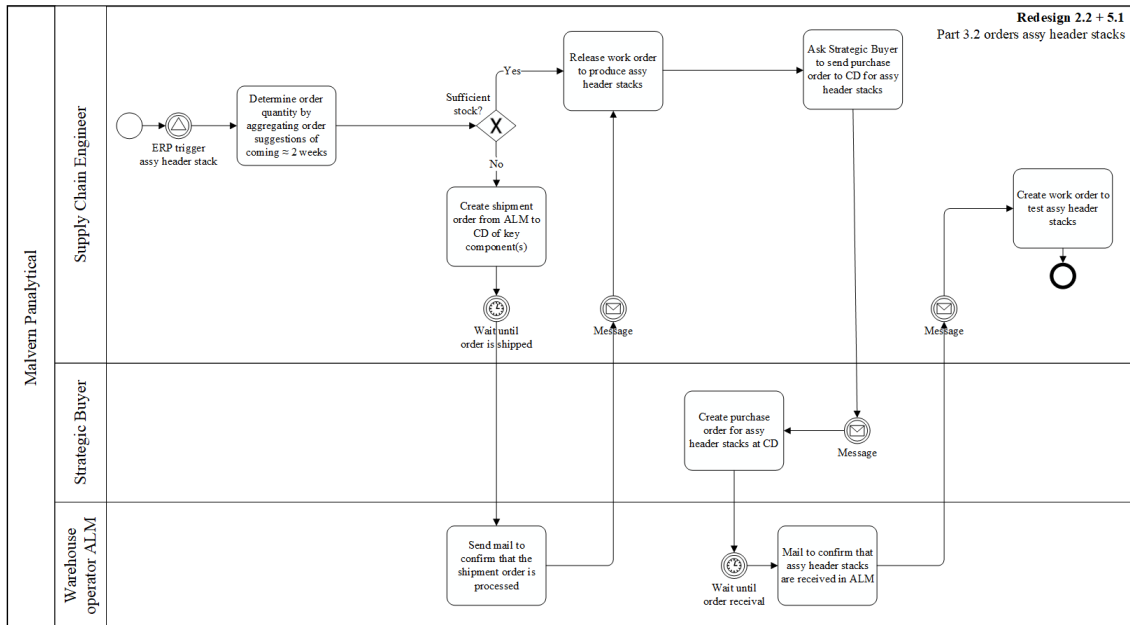 Redesign 2.2 + 5.1
Part 3.2 orders assy header stacks
Malvern Panalytical
Supply Chain Engineer
ERP trigger
assy header stack
Determine order
quantity by
aggregating order
suggestions of
coming ≈ 2 weeks
Sufficient
stock?
Yes
No
X
Create shipment
order from ALM to
CD of key
component(s)
Wait until
order is shipped
Release work order
to produce assy
header stacks
Message
Ask Strategic Buyer
to send purchase
order to CD for assy
header stacks
Create work order to
test assy header
stacks
Message
Strategic Buyer
Create purchase
order for assy
header stacks at CD
Message
Warehouse
operator ALM
Send mail to
confirm that the
shipment order is
processed
Wait until
order receival
Mail to confirm that
assy header stacks
are received in ALM